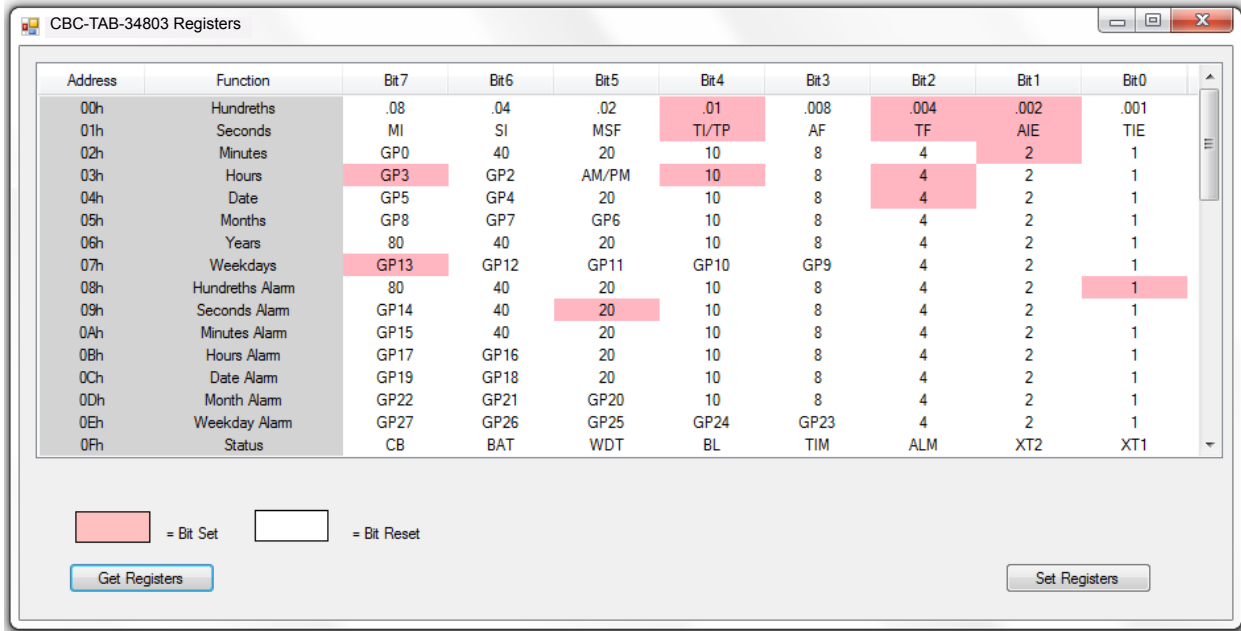 CBC-TAB-34803 Registers
Address Function Bit7 Bit6 Bit5 Bit4 Bit3 Bit2 Bit1 Bit0
00h Hundreths .08 .04 .02 .01 .008 .004 .002 .001
01h Seconds MI SI MSF TI/TP AF TF AIE TIE
02h Minutes GP0 40 20 10 8 4 2 1
03h Hours GP3 GP2 AM/PM 10 8 4 2 1
04h Date GP5 GP4 20 10 8 4 2 1
05h Months GP8 GP7 GP6 10 8 4 2 1
06h Years 80 40 20 10 8 4 2 1
07h Weekdays GP13 GP12 GP11 GP10 GP9 4 2 1
08h Hundreths Alarm 80 40 20 10 8 4 2 1
09h Seconds Alarm GP14 40 20 10 8 4 2 1
0Ah Minutes Alarm GP15 40 20 10 8 4 2 1
0Bh Hours Alarm GP17 GP16 20 10 8 4 2 1
0Ch Date Alarm GP19 GP18 20 10 8 4 2 1
0Dh Month Alarm GP22 GP21 GP20 10 8 4 2 1
0Eh Weekday Alarm GP27 GP26 GP25 GP24 GP23 4 2 1
0Fh Status CB BAT WDT BL TIM ALM XT2 XT1
= Bit Set = Bit Reset
Get Registers Set Registers